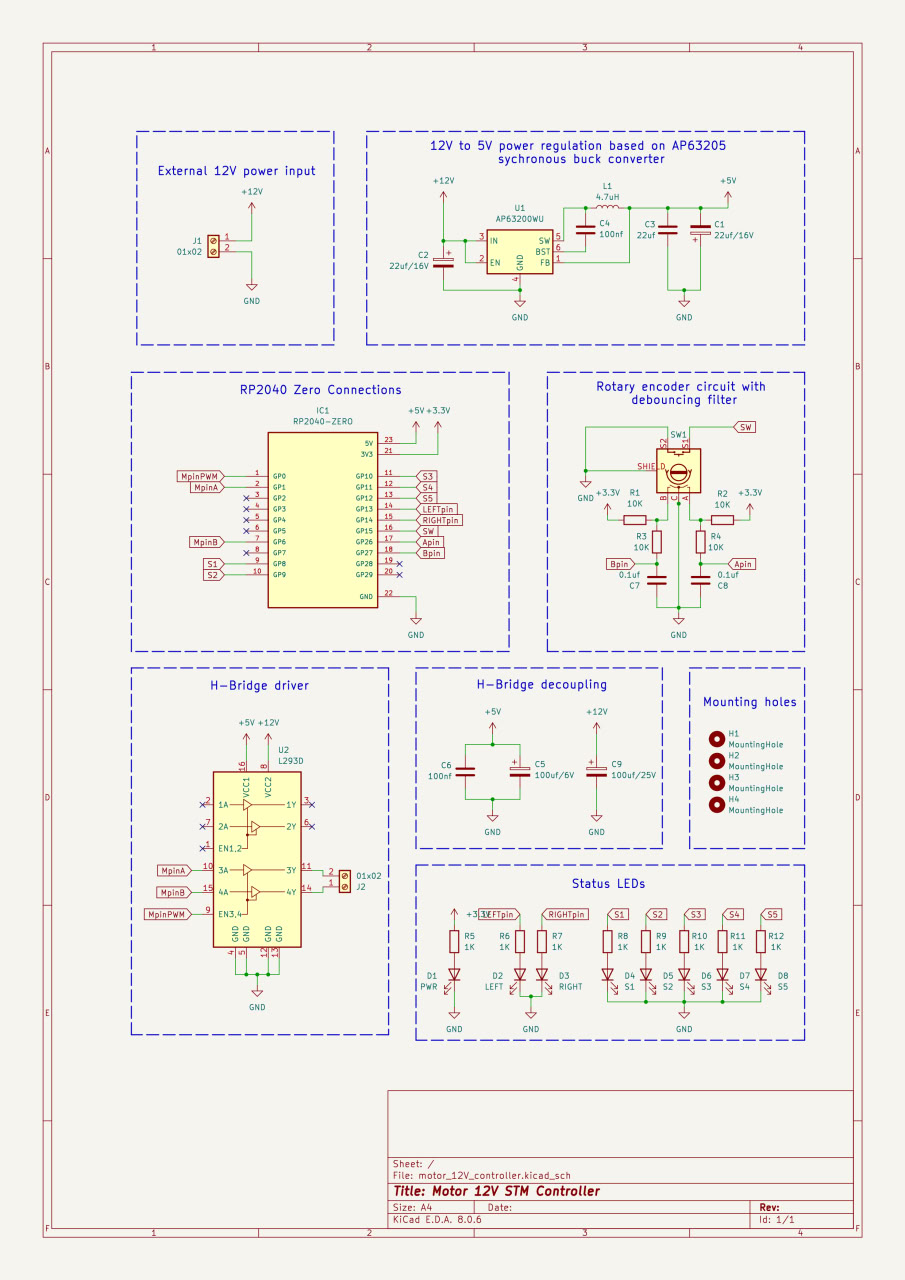 1 2 3 4
A
B
C
D
E
F
External 12V power input
+12V
J1
01x02
1
2
GND
12V to 5V power regulation based on AP63205
sychronous buck converter
+12V
U1
AP63200WU
L1
4.7uH
+5V
C2
22uf/16V
3 IN
2 EN
GND
4
SW 5
BST 6
FB 1
C4
100nf
C3
22uf
C1
22uf/16V
GND
GND
RP2040 Zero Connections
IC1
RP2040-ZERO
+5V +3.3V
5V 23
3V3 21
MpinPWM 1 GP0
MpinA 2 GP1
3 GP2
4 GP3
5 GP4
6 GP5
MpinB 7 GP6
8 GP7
S1 9 GP8
S2 10 GP9
GP10 11 S3
GP11 12 S4
GP12 13 S5
GP13 14 LEFTpin
GP14 15 RIGHTpin
GP15 16 SW
GP26 17 Apin
GP27 18 Bpin
GP28 19
GP29 20
GND 22
GND
Rotary encoder circuit with
debouncing filter
SW
SW1
S2
S1
SHIELD
B
C
A
GND
+3.3V
R1
10K
R2
10K
+3.3V
R3
10K
R4
10K
Bpin
Apin
0.1uf
C7
0.1uf
C8
GND
H-Bridge driver
+5V +12V
U2
L293D
16
8
VCC1
VCC2
2 1A 1Y 3
7 2A 2Y 6
1 EN1,2
MpinA 10 3A 3Y 11
MpinB 15 4A 4Y 14
MpinPWM 9 EN3,4
2
1
01x02
J2
GND
GND
GND
GND
4
5
12
13
GND
H-Bridge decoupling
+5V
+12V
C6
100nf
C5
100uf/6V
C9
100uf/25V
GND
GND
Mounting holes
H1
MountingHole
H2
MountingHole
H3
MountingHole
H4
MountingHole
Status LEDs
+3.3V
LEFTpin
RIGHTpin
S1
S2
S3
S4
S5
R5
1K
R6
1K
R7
1K
R8
1K
R9
1K
R10
1K
R11
1K
R12
1K
D1
PWR
D2
LEFT
D3
RIGHT
D4
S1
D5
S2
D6
S3
D7
S4
D8
S5
GND
GND
GND
Sheet: /
File: motor_12V_controller.kicad_sch
Title: Motor 12V STM Controller
Size: A4 Date: Rev:
KiCad E.D.A. 8.0.6 Id: 1/1
1 2 3 4
A
B
C
D
E
F